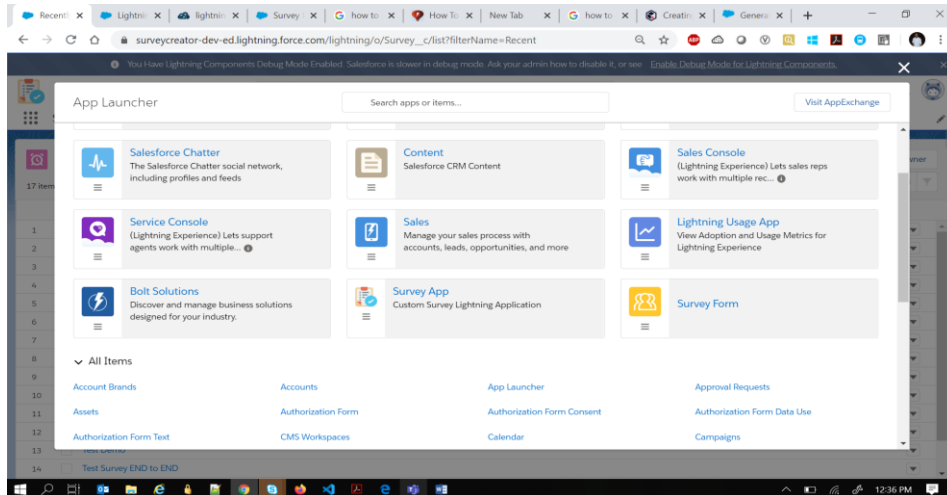 Recent
Lightnin
lightnin
Survey
how to
How To
New Tab
how to
Creatin
Genera
surveycreator-dev-ed.lightning.force.com/lightning/o/Survey__c/list?filterName=Recent
You Have Lightning Components Debug Mode Enabled. Salesforce is slower in debug mode. Ask your admin how to disable it, or see Enable Debug Mode for Lightning Components.
App Launcher
Search apps or items...
Visit AppExchange
17 item
wner
Salesforce Chatter
The Salesforce Chatter social network,
including profiles and feeds
Content
Salesforce CRM Content
Sales Console
(Lightning Experience) Lets sales reps
work with multiple rec...
Service Console
(Lightning Experience) Lets support
agents work with multiple...
Sales
Manage your sales process with
accounts, leads, opportunities, and more
Lightning Usage App
View Adoption and Usage Metrics for
Lightning Experience
Bolt Solutions
Discover and manage business solutions
designed for your industry.
Survey App
Custom Survey Lightning Application
Survey Form
All Items
Account Brands
Accounts
App Launcher
Approval Requests
Assets
Authorization Form
Authorization Form Consent
Authorization Form Data Use
Authorization Form Text
CMS Workspaces
Calendar
Campaigns
1
2
3
4
5
6
7
8
9
10
11
12
13 Test Demo
14 Test Survey END to END
12:36 PM